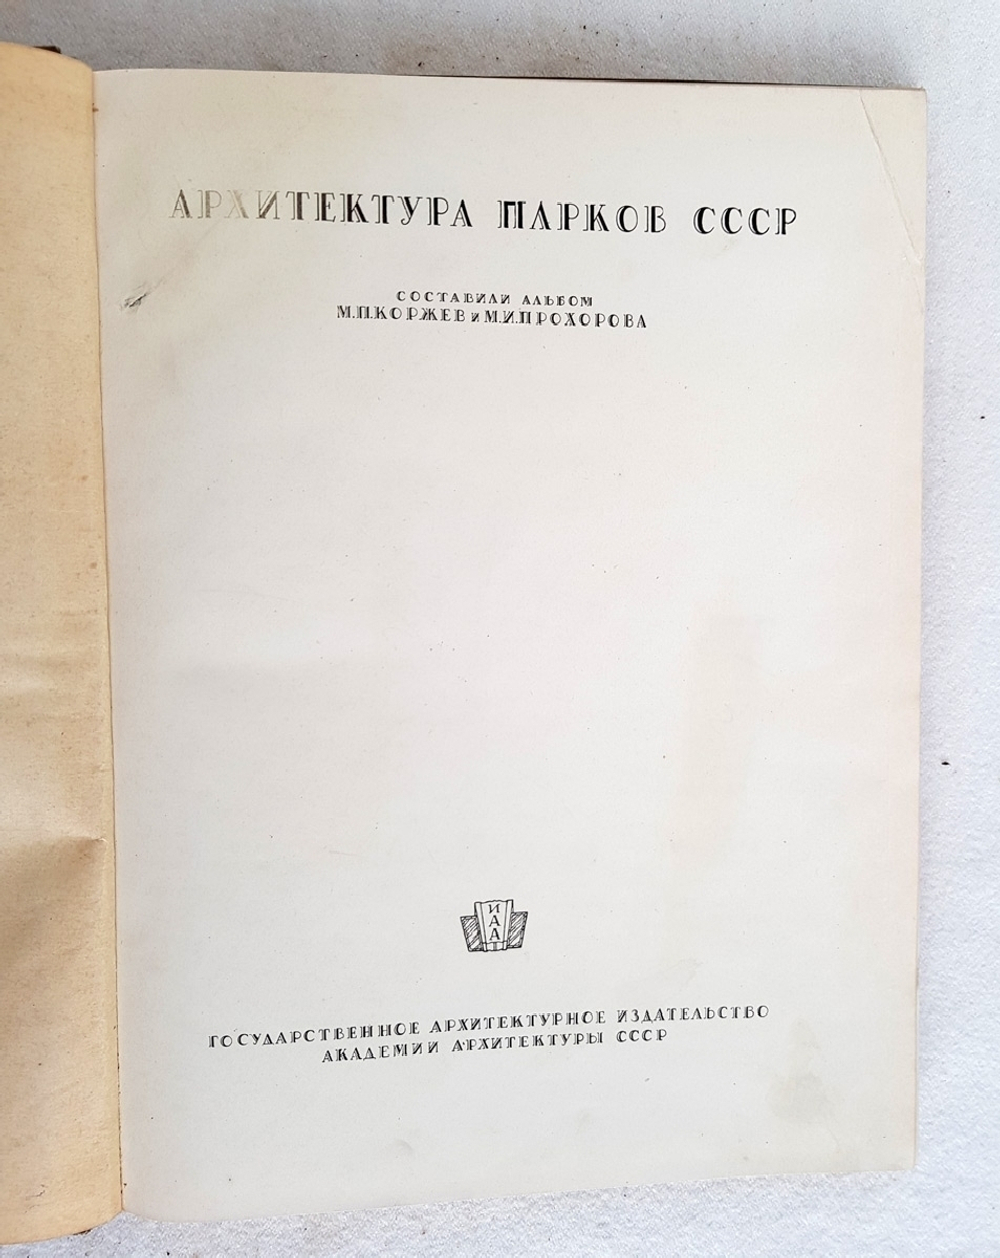 АРХИТЕКТУРА ПАРКОВ СССР
СОСТАВИЛИ АЛЬБОМ
М.П.КОРЖЕВ и М.И.ПРОХОРОВА
ИАА
ГОСУДАРСТВЕННОЕ АРХИТЕКТУРНОЕ ИЗДАТЕЛЬСТВО
АКАДЕМИИ АРХИТЕКТУРЫ СССР